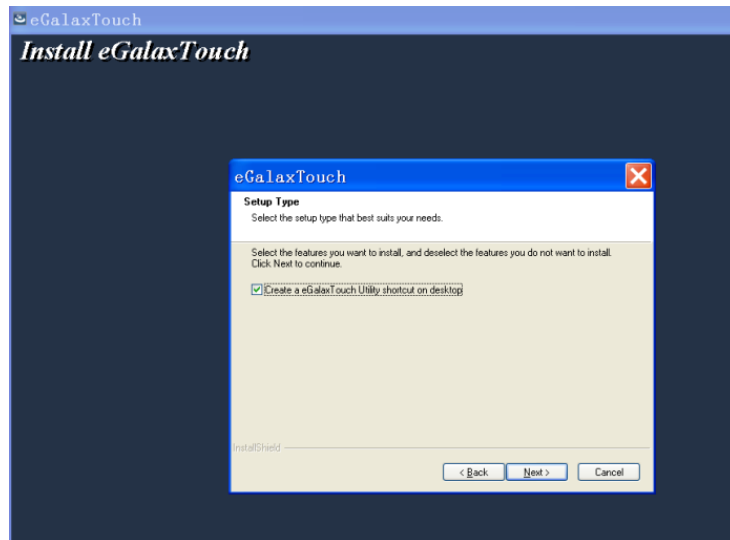 eGalaxTouch
Install eGalaxTouch
eGalaxTouch
Setup Type
Select the setup type that best suits your needs.
Select the features you want to install, and deselect the features you do not want to install.
Click Next to continue.
Create a eGalaxTouch Utility shortcut on desktop
InstallShield
< Back Next > Cancel